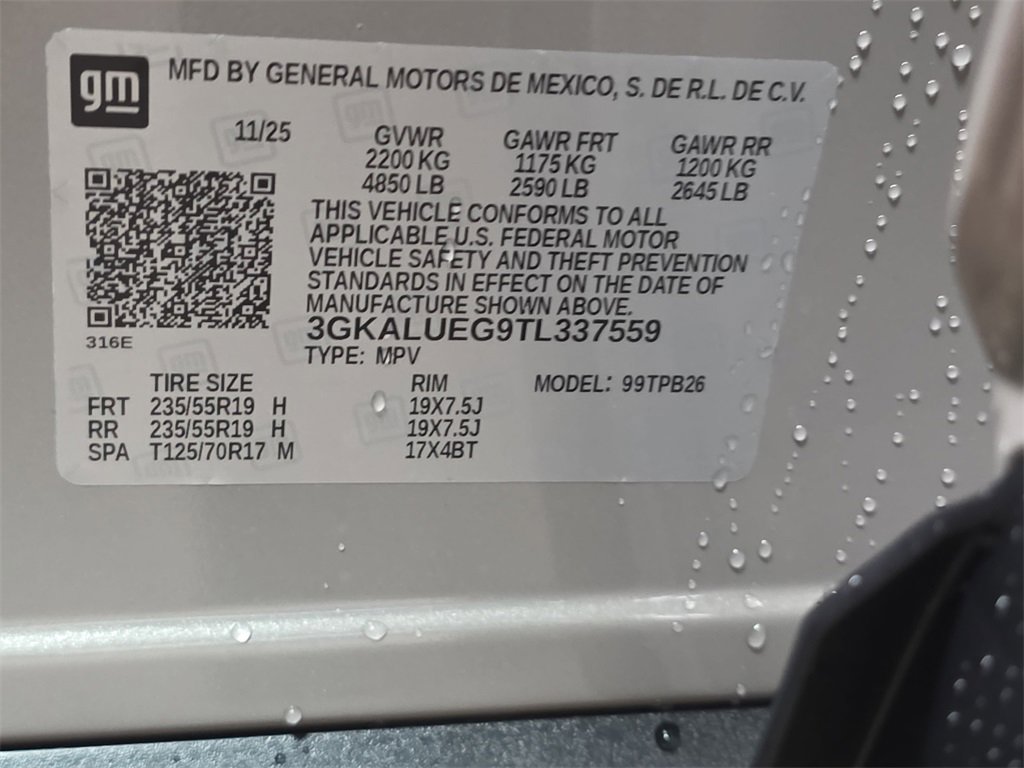 gm
MFD BY GENERAL MOTORS DE MEXICO, S. DE R.L. DE C.V.
11/25 GVWR GAWR FRT GAWR RR
2200 KG 1175 KG 1200 KG
4850 LB 2590 LB 2645 LB
THIS VEHICLE CONFORMS TO ALL
APPLICABLE U.S. FEDERAL MOTOR
VEHICLE SAFETY AND THEFT PREVENTION
STANDARDS IN EFFECT ON THE DATE OF
MANUFACTURE SHOWN ABOVE.
316E
3GKALUEG9TL337559
TYPE: MPV
TIRE SIZE RIM MODEL: 99TPB26
FRT 235/55R19 H 19X7.5J
RR 235/55R19 H 19X7.5J
SPA T125/70R17 M 17X4BT